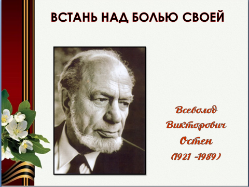 ВСТАНЬ НАД БОЛЬЮ СВОЕЙ
Всеволод
Викторович
Остен
(1921 -1989)